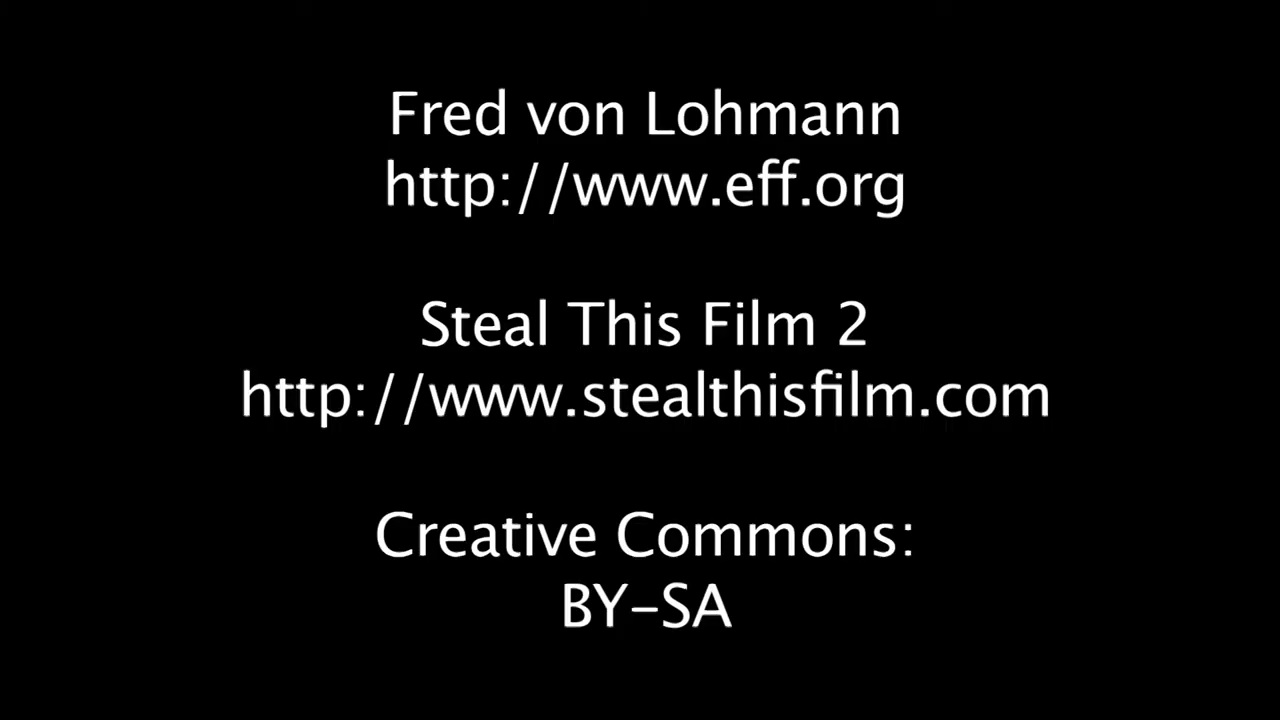 Fred von Lohmann
http://www.eff.org
Steal This Film 2
http://www.stealthisfilm.com
Creative Commons:
BY-SA